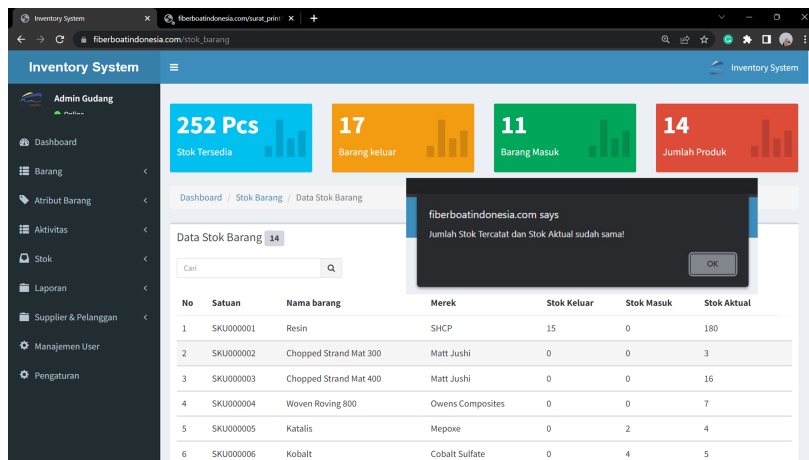 Inventory System
fiberboatindonesia.com/surat_print
fiberboatindonesia.com/stok_barang
Inventory System
Inventory System
Admin Gudang
Online
Dashboard
Barang
Atribut Barang
Aktivitas
Stok
Laporan
Supplier & Pelanggan
Manajemen User
Pengaturan
252 Pcs
Stok Tersedia
17
Barang keluar
11
Barang Masuk
14
Jumlah Produk
Dashboard / Stok Barang / Data Stok Barang
fiberboatindonesia.com says
Jumlah Stok Tercatat dan Stok Aktual sudah sama!
OK
Data Stok Barang 14
Cari
No Satuan Nama barang Merek Stok Keluar Stok Masuk Stok Aktual
1 SKU000001 Resin SHCP 15 0 180
2 SKU000002 Chopped Strand Mat 300 Matt Jushi 0 0 3
3 SKU000003 Chopped Strand Mat 400 Matt Jushi 0 0 16
4 SKU000004 Woven Roving 800 Owens Composites 0 0 7
5 SKU000005 Katalis Mepoxe 0 2 4
6 SKU000006 Kobalt Cobalt Sulfate 0 4 5